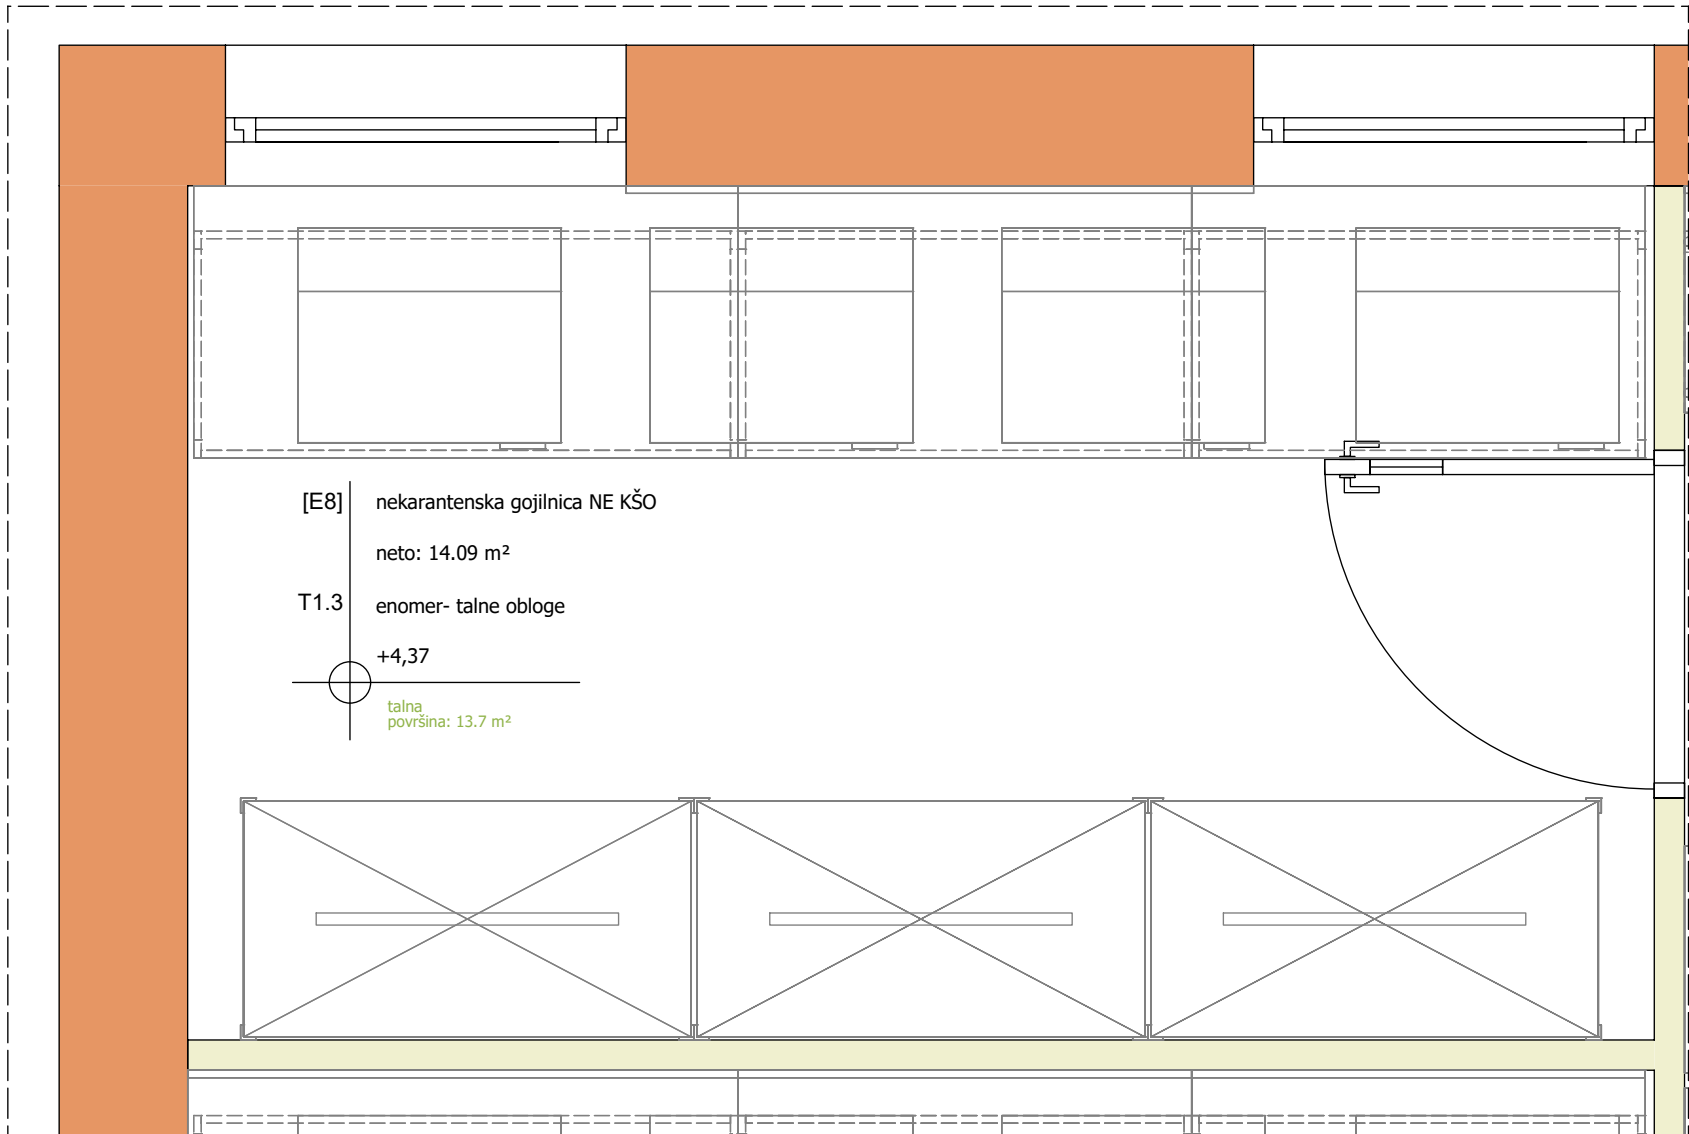 [E8] nekarantenska gojilnica NE KŠO
neto: 14.09 m²
T1.3 enomer- talne obloge
+4,37
talna
površina: 13.7 m²